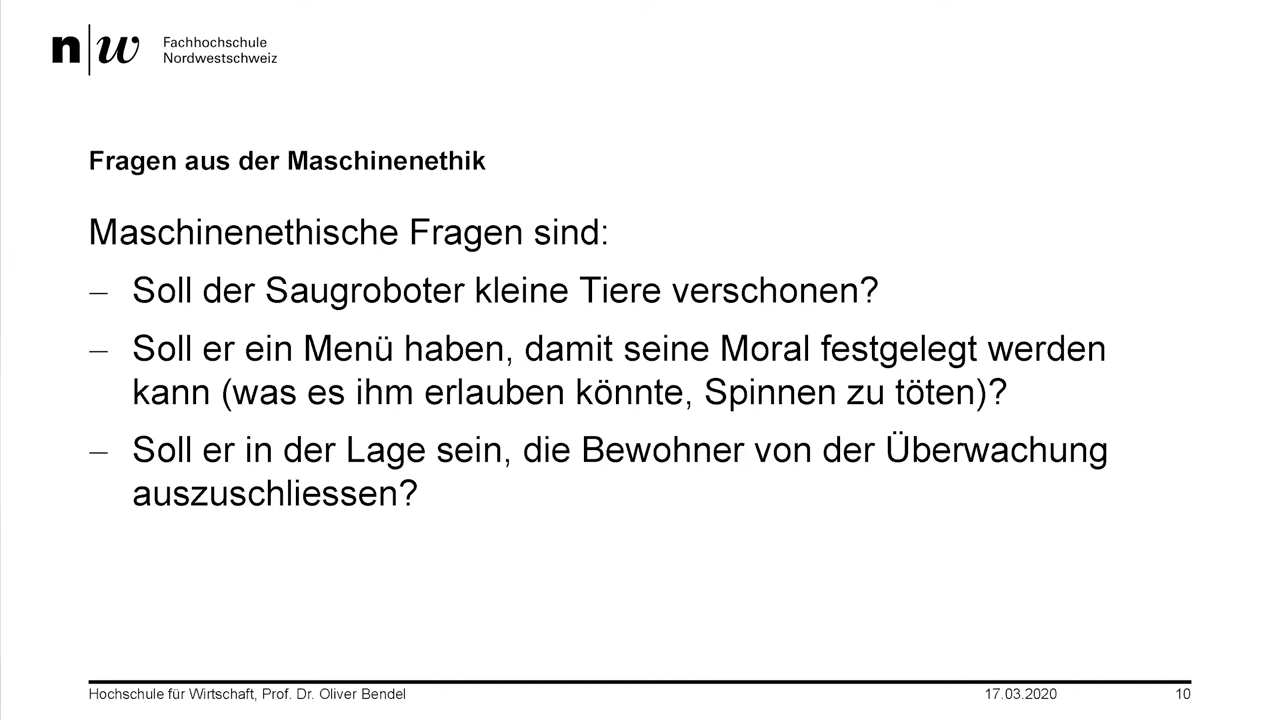 n|w Fachhochschule
Nordwestschweiz
Fragen aus der Maschinenethik
Maschinenethische Fragen sind:
– Soll der Saugroboter kleine Tiere verschonen?
– Soll er ein Menü haben, damit seine Moral festgelegt werden
kann (was es ihm erlauben könnte, Spinnen zu töten)?
– Soll er in der Lage sein, die Bewohner von der Überwachung
auszuschliessen?
Hochschule für Wirtschaft, Prof. Dr. Oliver Bendel 17.03.2020 10